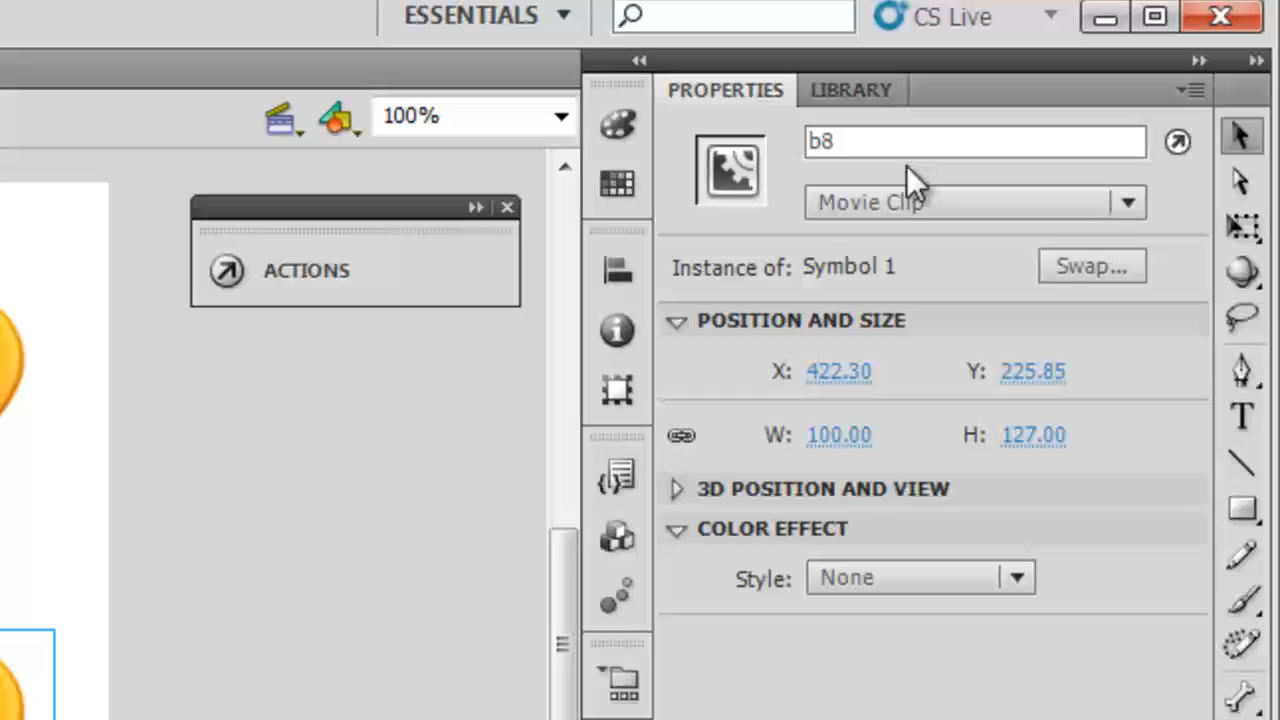 ESSENTIALS
CS Live
PROPERTIES LIBRARY
100%
b8
Movie Clip
ACTIONS
Instance of: Symbol 1 Swap...
POSITION AND SIZE
X: 422.30 Y: 225.85
W: 100.00 H: 127.00
3D POSITION AND VIEW
COLOR EFFECT
Style: None